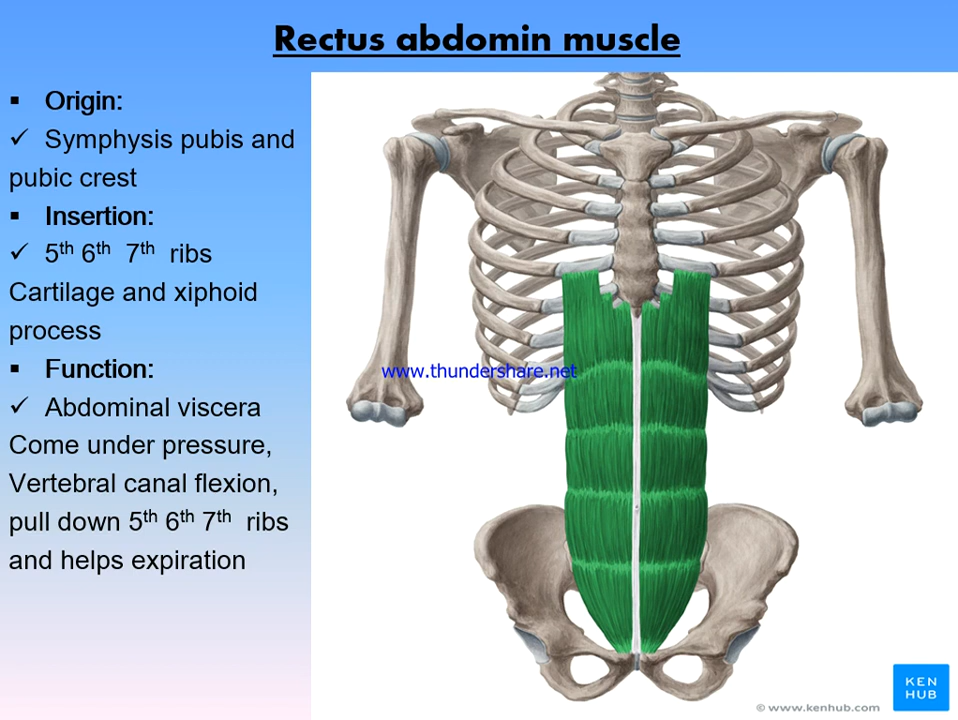 Rectus abdomin muscle
▪ Origin:
✓ Symphysis pubis and
pubic crest
▪ Insertion:
✓ 5th 6th 7th ribs
Cartilage and xiphoid
process
▪ Function:
✓ Abdominal viscera
Come under pressure,
Vertebral canal flexion,
pull down 5th 6th 7th ribs
and helps expiration
www.thundershare.net
KEN
HUB
© www.kenhub.com